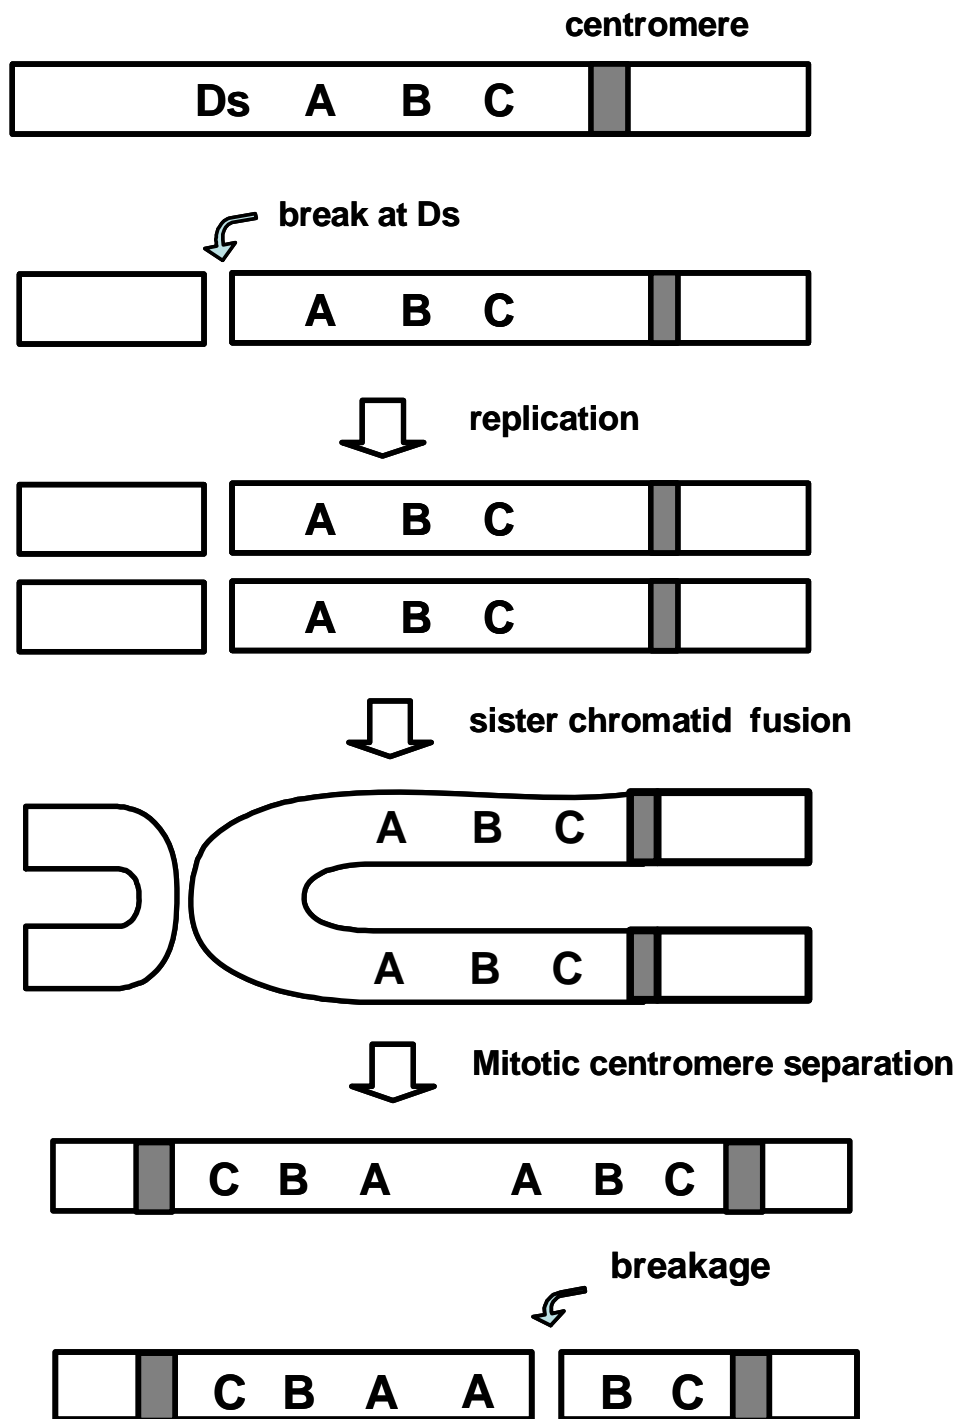 centromere
Ds A B C
break at Ds
A B C
replication
A B C
A B C
sister chromatid fusion
A B C
A B C
Mitotic centromere separation
C B A A B C
breakage
C B A A B C